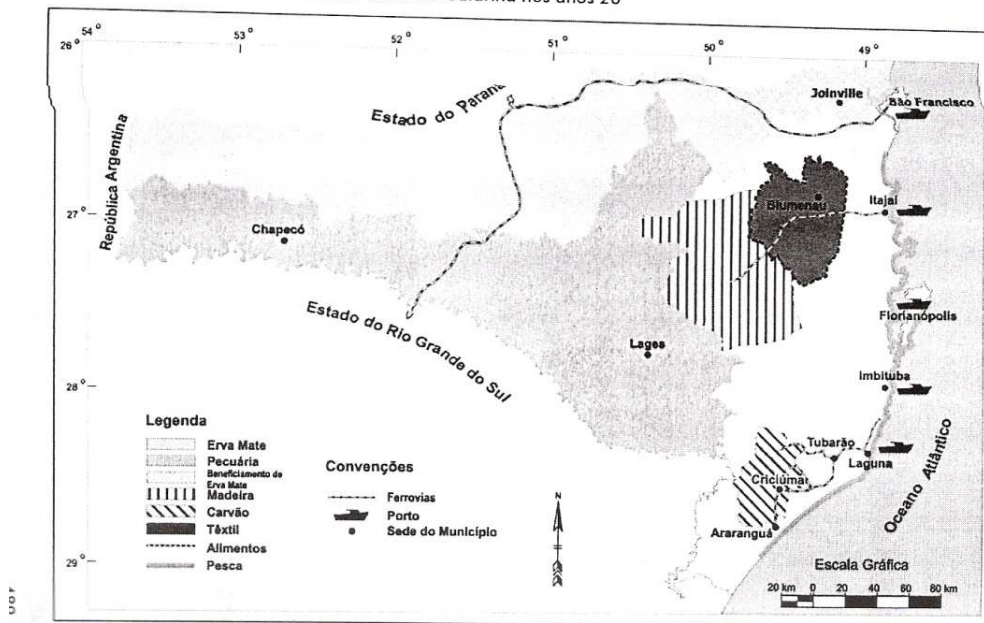 nos anos 20
54°
53°
52°
51°
50°
49°
26°
27°
28°
29°
Estado do Paraná
Joinville
São Francisco
República Argentina
Chapecó
Blumenau
Itajaí
Florianópolis
Estado do Rio Grande do Sul
Lages
Imbituba
Oceano Atlântico
Tubarão
Laguna
Criciúma
Araranguá
Legenda
Erva Mate
Pecuária
Beneficiamento de
Erva Mate
Madeira
Carvão
Têxtil
Alimentos
Pesca
Convenções
Ferrovias
Porto
Sede do Município
N
Escala Gráfica
20 km 0 20 40 60 80 km